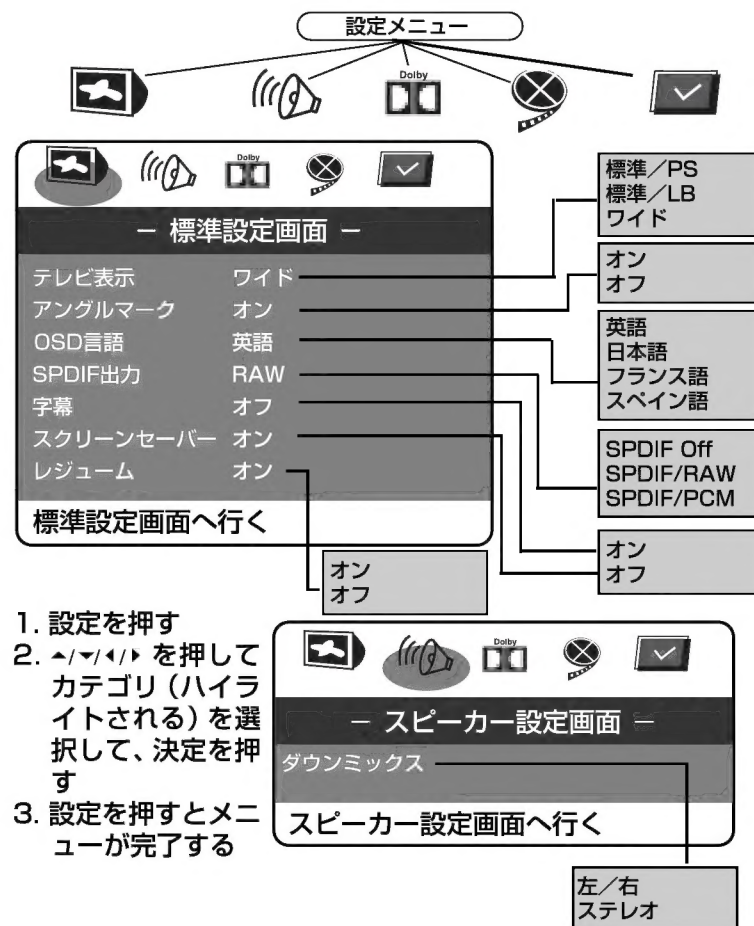 設定メニュー
Dolby
Dolby
－ 標準設定画面 －
テレビ表示 ワイド
アングルマーク オン
OSD言語 英語
SPDIF出力 RAW
字幕 オフ
スクリーンセーバー オン
レジューム オン
標準設定画面へ行く
標準／PS
標準／LB
ワイド
オン
オフ
英語
日本語
フランス語
スペイン語
SPDIF Off
SPDIF/RAW
SPDIF/PCM
オン
オフ
オン
オフ
1. 設定を押す
2. ▲/▼/◀/▶ を押して
カテゴリ（ハイラ
イトされる）を選
択して、決定を押
す
3. 設定を押すとメニ
ューが完了する
Dolby
－ スピーカー設定画面 －
ダウンミックス
スピーカー設定画面へ行く
左／右
ステレオ